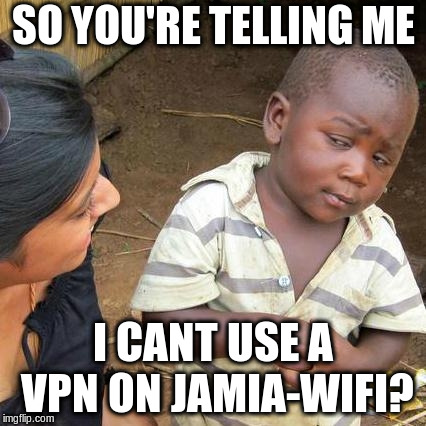 SO YOU'RE TELLING ME
I CANT USE A
VPN ON JAMIA-WIFI?
imgflip.com